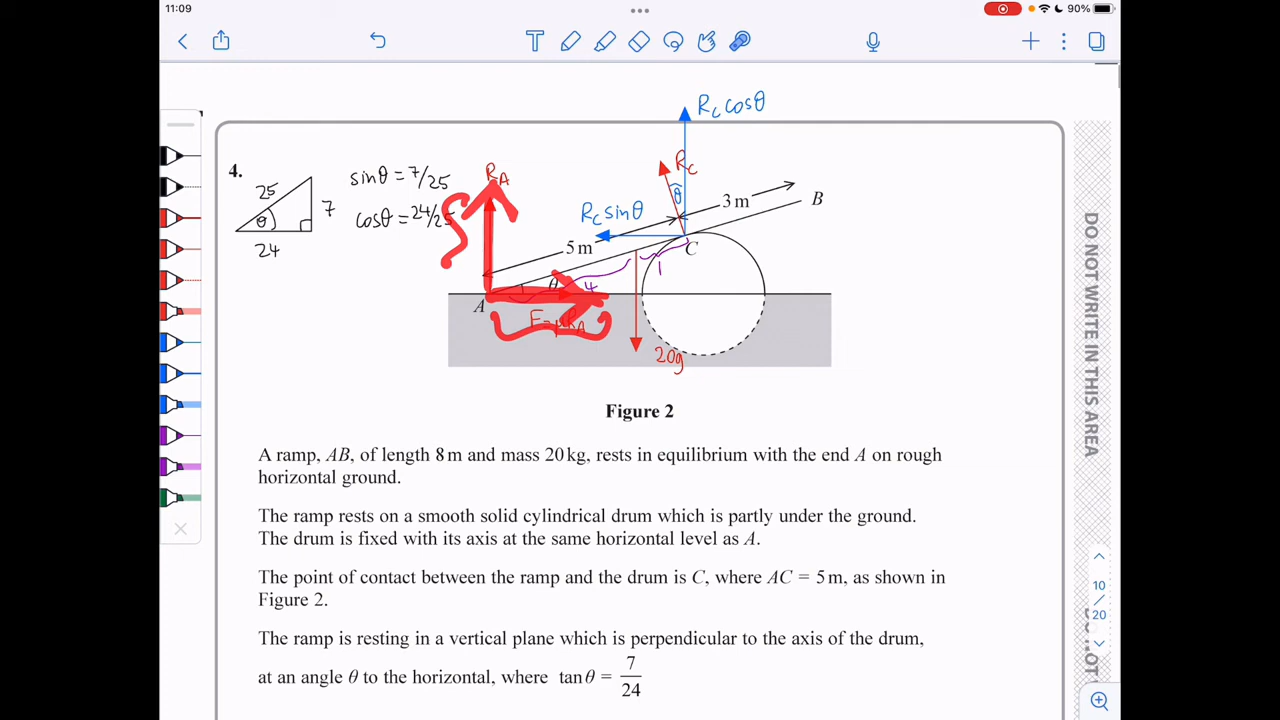 11:09
90%
T
R_C cosθ
4.
25
7
θ
24
sinθ = 7/25
cosθ = 24/25
R_A
R_C
θ
R_C sinθ
3 m
B
5 m
C
θ
4
1
A
F = μR_A
20g
Figure 2
A ramp, AB, of length 8 m and mass 20 kg, rests in equilibrium with the end A on rough
horizontal ground.
The ramp rests on a smooth solid cylindrical drum which is partly under the ground.
The drum is fixed with its axis at the same horizontal level as A.
The point of contact between the ramp and the drum is C, where AC = 5 m, as shown in
Figure 2.
The ramp is resting in a vertical plane which is perpendicular to the axis of the drum,
at an angle θ to the horizontal, where tan θ = 7/24
DO NOT WRITE IN THIS AREA
10
/
20